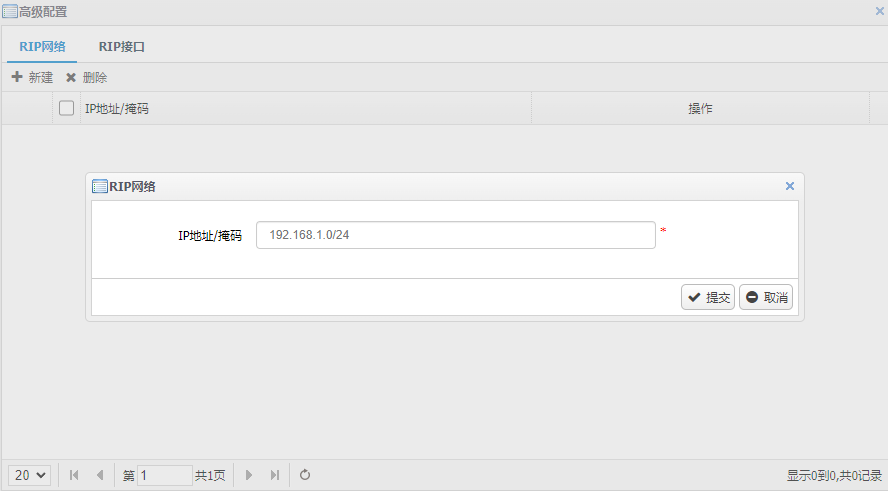 高级配置
RIP网络 RIP接口
新建 删除
IP地址/掩码 操作
RIP网络
IP地址/掩码 192.168.1.0/24 *
提交 取消
20 第 1 共1页 显示0到0,共0记录